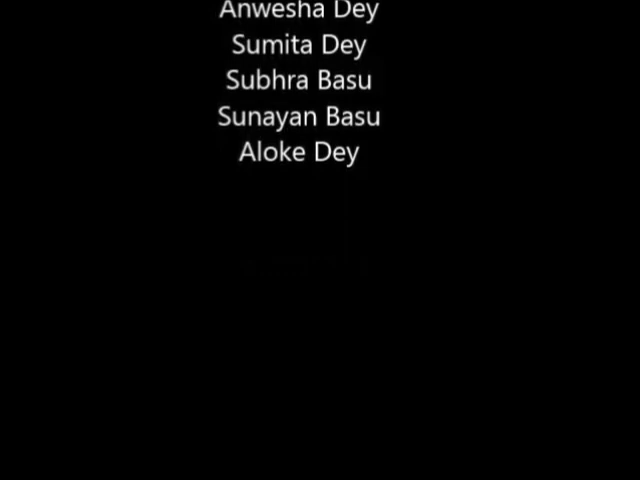 Anwesha Dey
Sumita Dey
Subhra Basu
Sunayan Basu
Aloke Dey